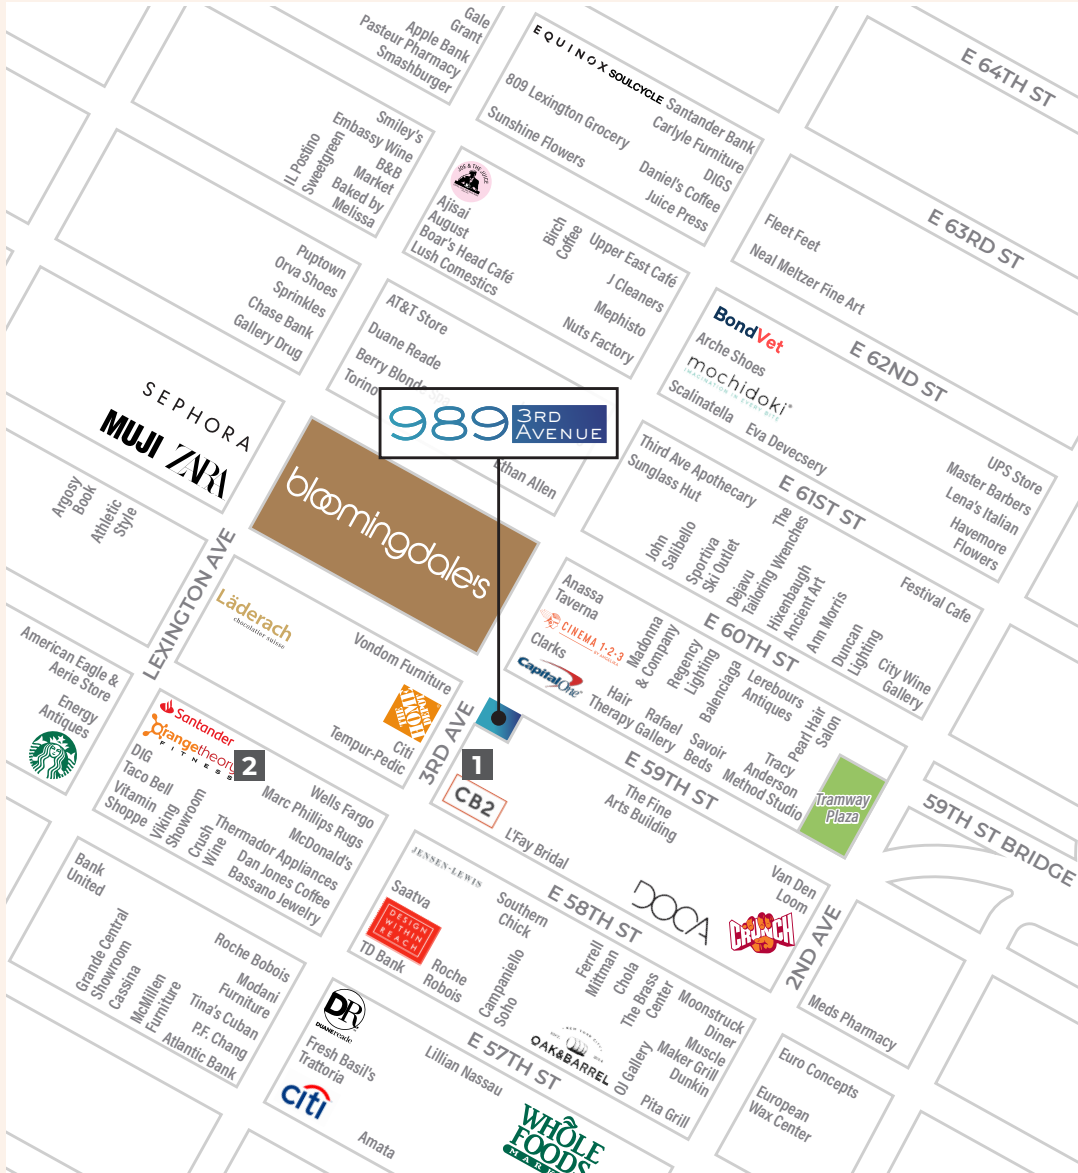 Gale
Grant
Apple Bank
Pasteur Pharmacy
Smashburger
EQUINOX
SOULCYCLE
Santander Bank
Carlyle Furniture
DIGS
Daniel's Coffee
Juice Press
809 Lexington Grocery
Sunshine Flowers
E 64TH ST
Smiley's
Embassy Wine
B&B
Market
Baked by
Melissa
IL Postino
Sweetgreen
JOE & THE JUICE
Ajisai
August
Boar's Head Café
Lush Comestics
Birch
Coffee
Upper East Café
J Cleaners
Mephisto
Nuts Factory
Fleet Feet
Neal Meltzer Fine Art
E 63RD ST
Puptown
Orva Shoes
Sprinkles
Chase Bank
Gallery Drug
AT&T Store
Duane Reade
Berry Blondspa
Torino
Ethan Allen
989 3RD
AVENUE
BondVet
Arche Shoes
mochidoki
IMAGINATION IN EVERY BITE
Scalinatella
Eva Devecsery
E 62ND ST
UPS Store
Master Barbers
Lena's Italian
Havemore
Flowers
SEPHORA
MUJI
ZARA
bloomingdale's
Third Ave Apothecary
Sunglass Hut
John
Salibello
Sportiva
Ski Outlet
Dejavu
The
Tailoring Wrenches
Hixenbaugh
Ancient Art
Ann Morris
Duncan
Lighting
Festival Cafe
City Wine
Gallery
E 61ST ST
Argosy
Book
Athletic
Style
LEXINGTON AVE
Läderach
chocolatier suisse
Vondom Furniture
THE HOME DEPOT
Citi
Tempur-Pedic
Anassa
Taverna
CINEMA 1·2·3
Clarks
Capital One
Madonna
& Company
Regency
Lighting
Balenciaga
Lerebours
Antiques
Pearl Hair
Salon
Hair
Therapy Gallery
Rafael
Savoir
Beds
Tracy
Anderson
Method Studio
E 60TH ST
Tramway
Plaza
American Eagle &
Aerie Store
Energy
Antiques
Santander
Orangetheory
FITNESS
2
DIG
Taco Bell
Vitamin
Shoppe
Viking
Showroom
Crush
Wine
Wells Fargo
Marc Phillips Rugs
McDonald's
Thermador Appliances
Dan Jones Coffee
Bassano Jewelry
3RD AVE
1
CB2
L'Fay Bridal
The Fine
Arts Building
DOCA
Van Den
Loom
CRUNCH
E 59TH ST
59TH ST BRIDGE
Bank
United
Grande Central
Showroom
Cassina
McMillen
Furniture
Roche Bobois
Modani
Furniture
Tina's Cuban
P.F. Chang
Atlantic Bank
JENSEN-LEWIS
Saatva
DESIGN
WITHIN
REACH
TD Bank
Roche
Robois
Southern
Chick
Campaniello
Soho
Ferrell
Mittman
Chola
The Brass
Center
Moonstruck
Diner
Muscle
Maker Grill
Dunkin
OJ Gallery
Pita Grill
OAK&BARREL
E 58TH ST
2ND AVE
Meds Pharmacy
Euro Concepts
European
Wax Center
DR
DUANEreade
Fresh Basil's
Trattoria
citi
Lillian Nassau
E 57TH ST
Amata
WHOLE
FOODS
MARKET